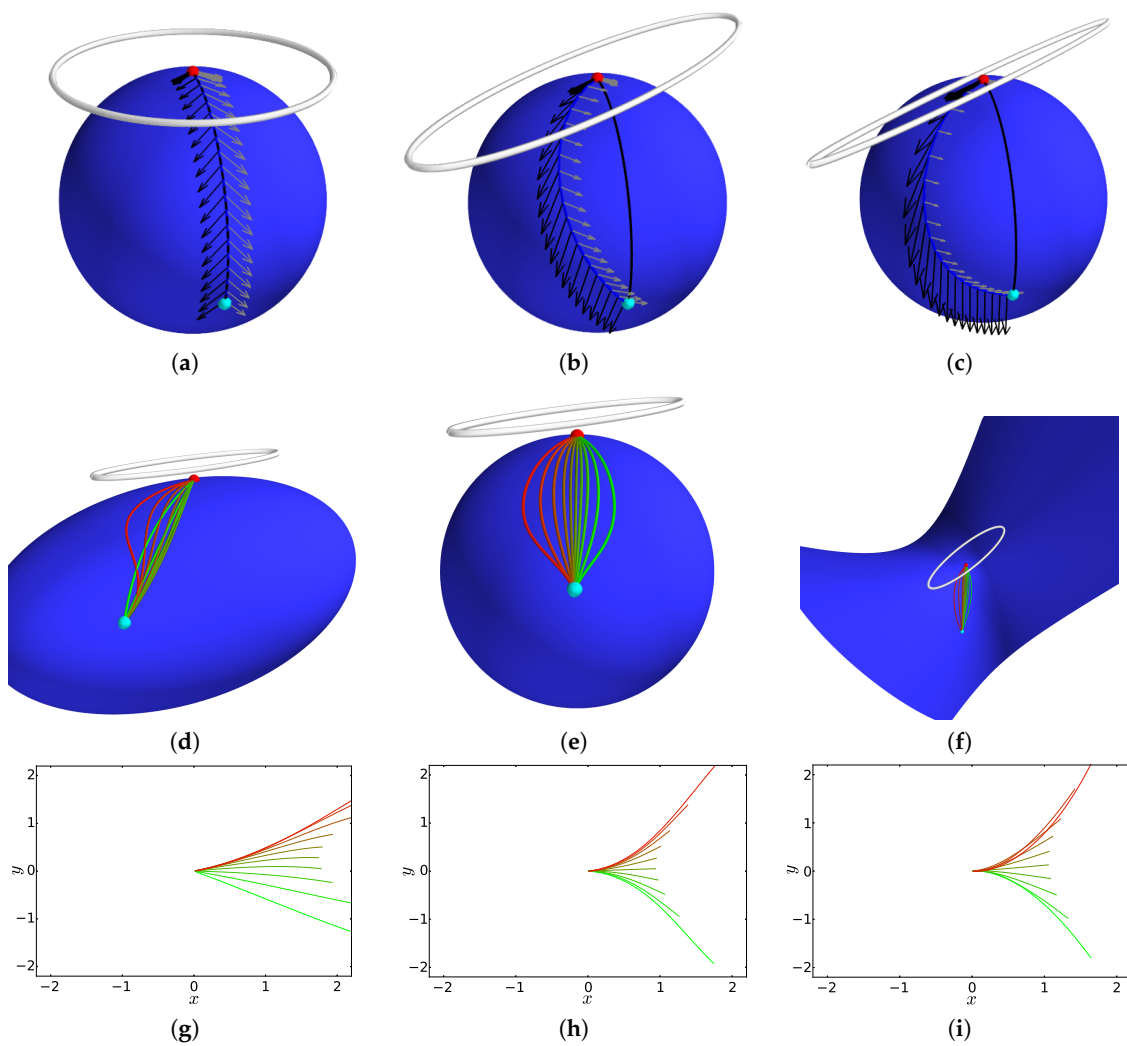 (a) (b) (c)
(d) (e) (f)
2 2 2
1 1 1
y 0 y 0 y 0
−1 −1 −1
−2 −2 −2
−2 −1 0 1 2 −2 −1 0 1 2 −2 −1 0 1 2
x x x
(g) (h) (i)